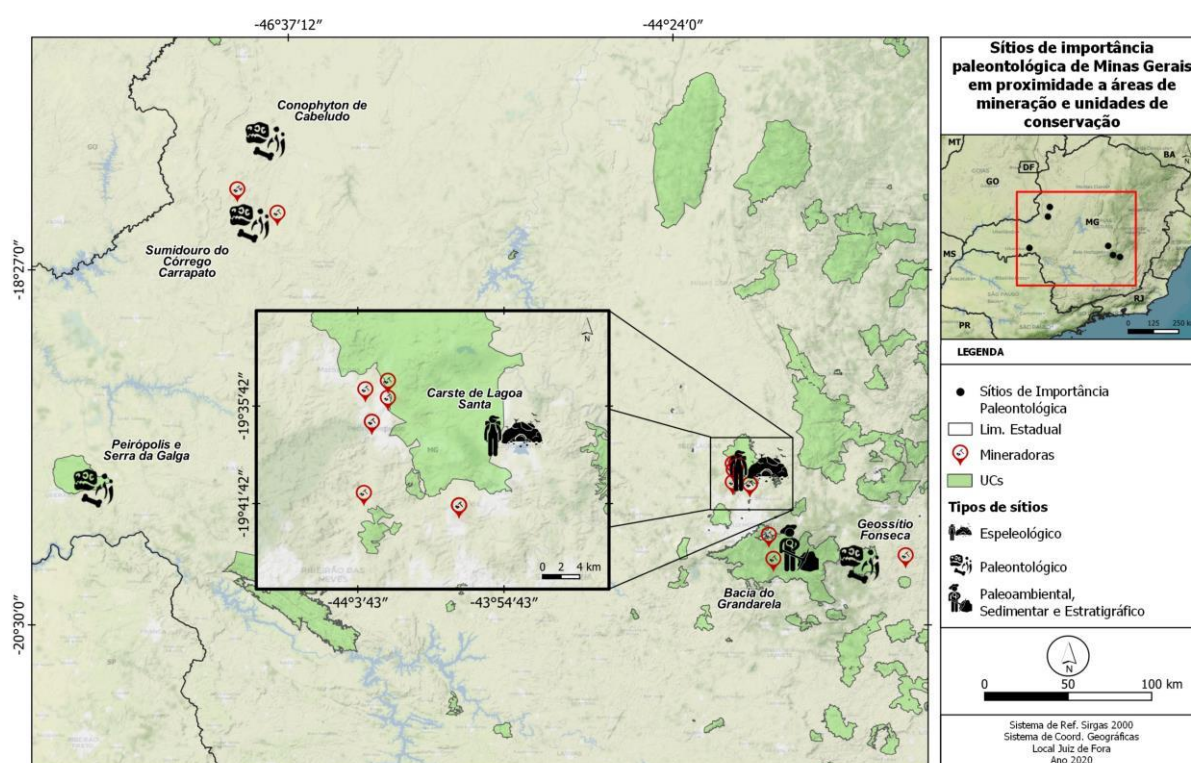 -46°37’12”
-44°24’0”
-18°27’0”
-20°30’0”
Conophyton de
Cabeludo
GO
Sumidouro do
Córrego
Carrapato
Peirópolis e
Serra da Galga
Carste de Lagoa
Santa
MG
N
-19°35’42”
-19°41’42”
-44°3’43”
-43°54’43”
0 2 4 km
Geossítio
Fonseca
Bacia do
Grandarela
Sítios de importância
paleontológica de Minas Gerais
em proximidade a áreas de
mineração e unidades de
conservação
MT
DF
BA
GO
MG
MS
RJ
PR
N
0 125 250 k
LEGENDA
Sítios de Importância
Paleontológica
Lim. Estadual
Mineradoras
UCs
Tipos de sítios
Espeleológico
Paleontológico
Paleoambiental,
Sedimentar e Estratigráfico
N
0 50 100 km
Sistema de Ref. Sirgas 2000
Sistema de Coord. Geográficas
Local Juiz de Fora
Ano 2020